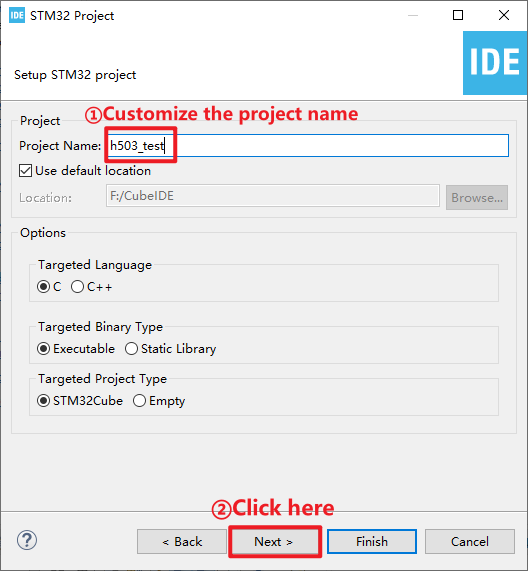 IDE STM32 Project
Setup STM32 project
IDE
①Customize the project name
Project
Project Name: h503_test
Use default location
Location: F:/CubeIDE Browse...
Options
Targeted Language
C C++
Targeted Binary Type
Executable Static Library
Targeted Project Type
STM32Cube Empty
②Click here
? < Back Next > Finish Cancel